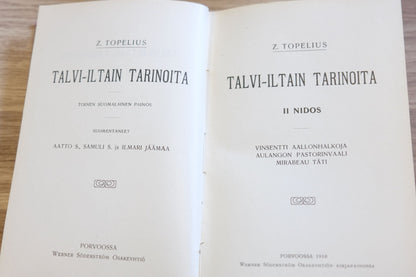 Z. TOPELIUS
TALVI-ILTAIN TARINOITA
TOINEN SUOMALAINEN PAINOS
SUOMENTANEET
AATTO S., SAMULI S. ja ILMARI JÄÄMAA
PORVOOSSA
WERNER SÖDERSTRÖM OSAKEYHTIÖ
Z. TOPELIUS
TALVI-ILTAIN TARINOITA
II NIDOS
VINSENTTI AALLONHALKOJA
AULANGON PASTORINVAALI
MIRABEAU TÄTI
PORVOOSSA 1918
WERNER SÖDERSTRÖM OSAKEYHTIÖN KIRJAPAINOSSA